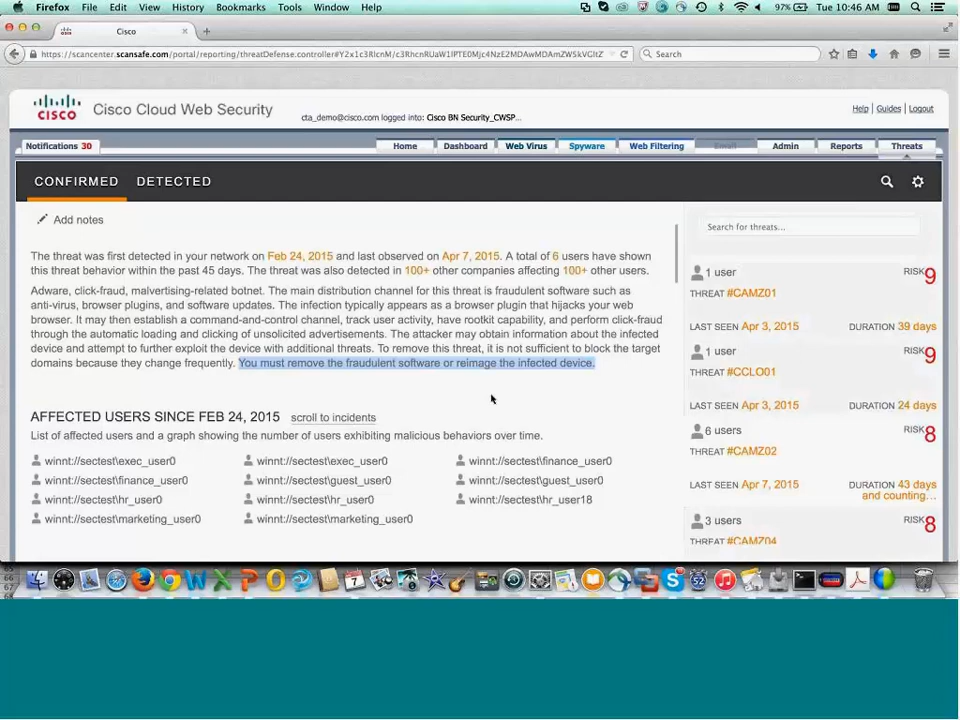 Firefox File Edit View History Bookmarks Tools Window Help 97% Tue 10:46 AM
Cisco
https://scancenter.scansafe.com/portal/reporting/threatDefense.controller Search
CISCO Cisco Cloud Web Security
cta_demo@cisco.com logged into: Cisco BN Security_CWSP...
Help Guides Logout
Notifications 30 Home Dashboard Web Virus Spyware Web Filtering Email Admin Reports Threats
CONFIRMED DETECTED
Add notes
The threat was first detected in your network on Feb 24, 2015 and last observed on Apr 7, 2015. A total of 6 users have shown
this threat behavior within the past 45 days. The threat was also detected in 100+ other companies affecting 100+ other users.
Adware, click-fraud, malvertising-related botnet. The main distribution channel for this threat is fraudulent software such as
anti-virus, browser plugins, and software updates. The infection typically appears as a browser plugin that hijacks your web
browser. It may then establish a command-and-control channel, track user activity, have rootkit capability, and perform click-fraud
through the automatic loading and clicking of unsolicited advertisements. The attacker may obtain information about the infected
device and attempt to further exploit the device with additional threats. To remove this threat, it is not sufficient to block the target
domains because they change frequently. You must remove the fraudulent software or reimage the infected device.
AFFECTED USERS SINCE FEB 24, 2015 scroll to incidents
List of affected users and a graph showing the number of users exhibiting malicious behaviors over time.
winnt://sectest\exec_user0 winnt://sectest\exec_user0 winnt://sectest\finance_user0
winnt://sectest\finance_user0 winnt://sectest\guest_user0 winnt://sectest\guest_user0
winnt://sectest\hr_user0 winnt://sectest\hr_user0 winnt://sectest\hr_user18
winnt://sectest\marketing_user0 winnt://sectest\marketing_user0
Search for threats...
1 user RISK 9
THREAT #CAMZ01
LAST SEEN Apr 3, 2015 DURATION 39 days
1 user RISK 9
THREAT #CCLO01
LAST SEEN Apr 3, 2015 DURATION 24 days
6 users RISK 8
THREAT #CAMZ02
LAST SEEN Apr 7, 2015 DURATION 43 days
and counting...
3 users RISK 8
THREAT #CAMZ04
65
66
67